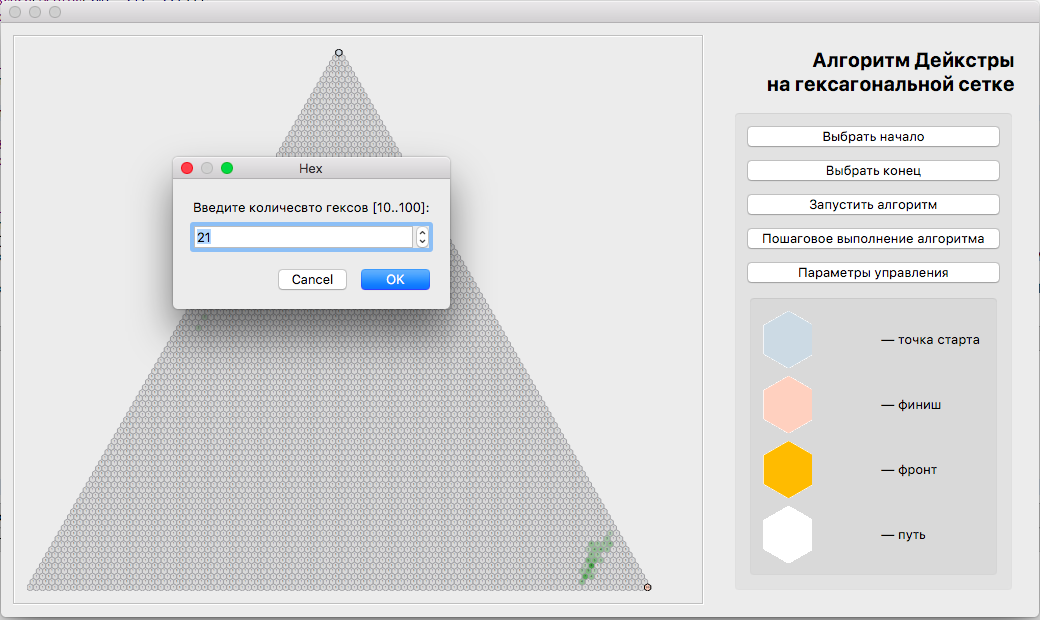 Алгоритм Дейкстры
на гексагональной сетке
Hex
Введите количесвто гексов [10..100]:
21
Cancel
OK
Выбрать начало
Выбрать конец
Запустить алгоритм
Пошаговое выполнение алгоритма
Параметры управления
— точка старта
— финиш
— фронт
— путь